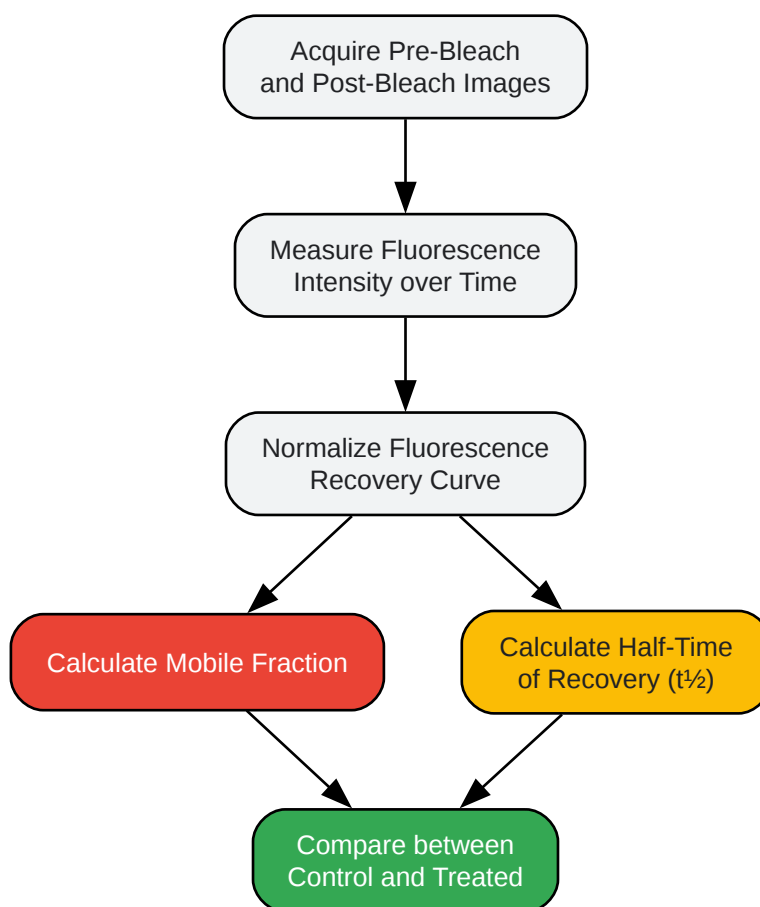 Acquire Pre-Bleach
and Post-Bleach Images
Measure Fluorescence
Intensity over Time
Normalize Fluorescence
Recovery Curve
Calculate Mobile Fraction
Calculate Half-Time
of Recovery (t½)
Compare between
Control and Treated